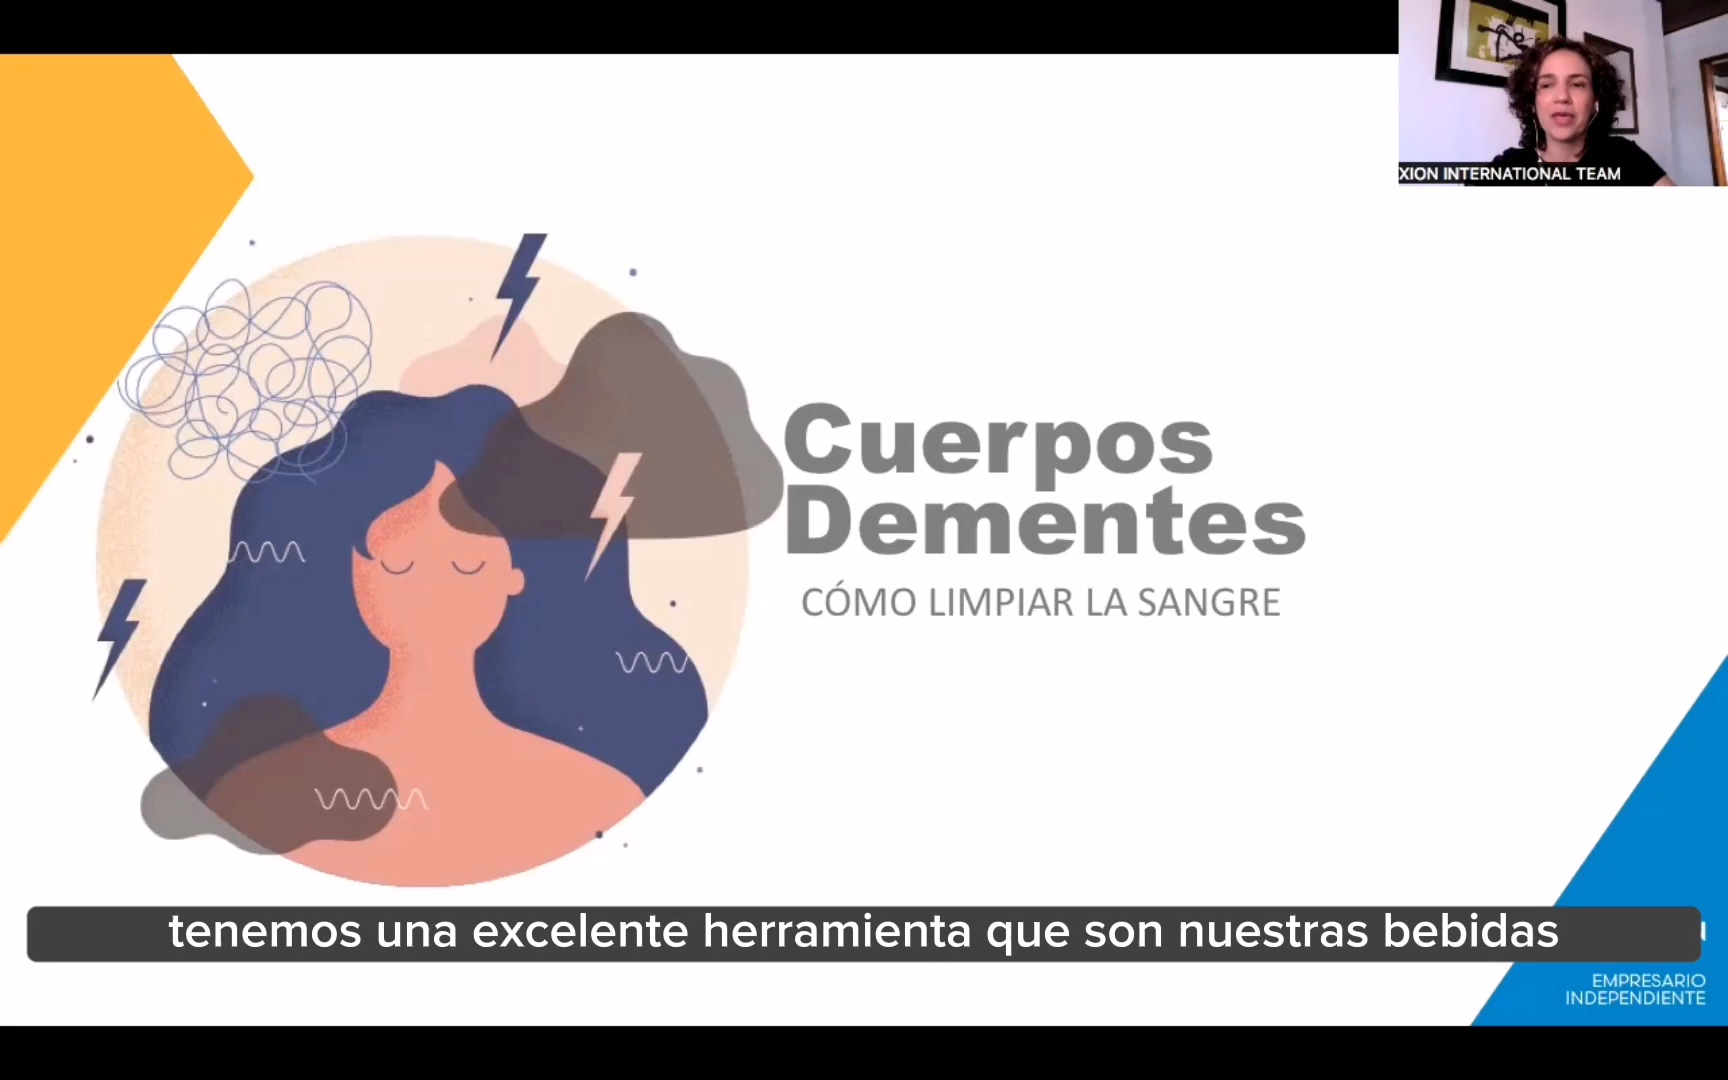 XION INTERNATIONAL TEAM
Cuerpos
Dementes
CÓMO LIMPIAR LA SANGRE
tenemos una excelente herramienta que son nuestras bebidas
EMPRESARIO
INDEPENDIENTE